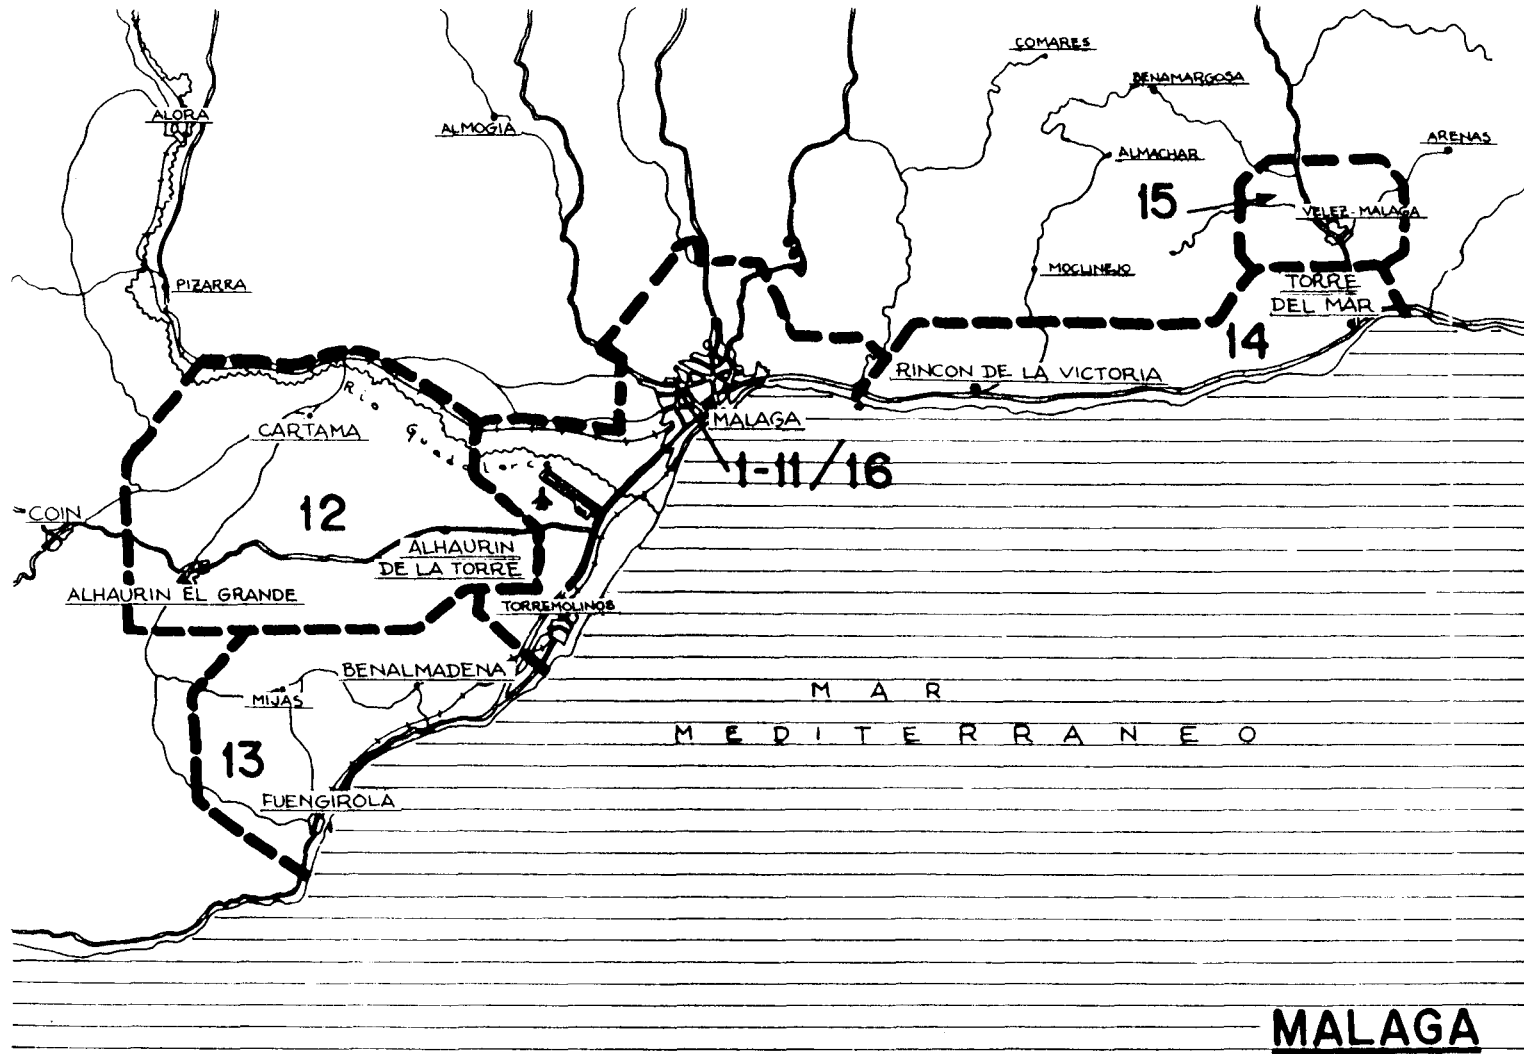 COMARES
BENAMARGOSA
ALORA
ALMOGIA
ARENAS
ALMACHAR
15
VELEZ-MALAGA
MOCLINEJO
PIZARRA
TORRE
DEL MAR
14
RINCON DE LA VICTORIA
Rio
CARTAMA
MALAGA
1-11/16
12
COIN
ALHAURIN
DE LA TORRE
ALHAURIN EL GRANDE
TORREMOLINOS
BENALMADENA
MIJAS
MAR
MEDITERRANEO
13
FUENGIROLA
MALAGA